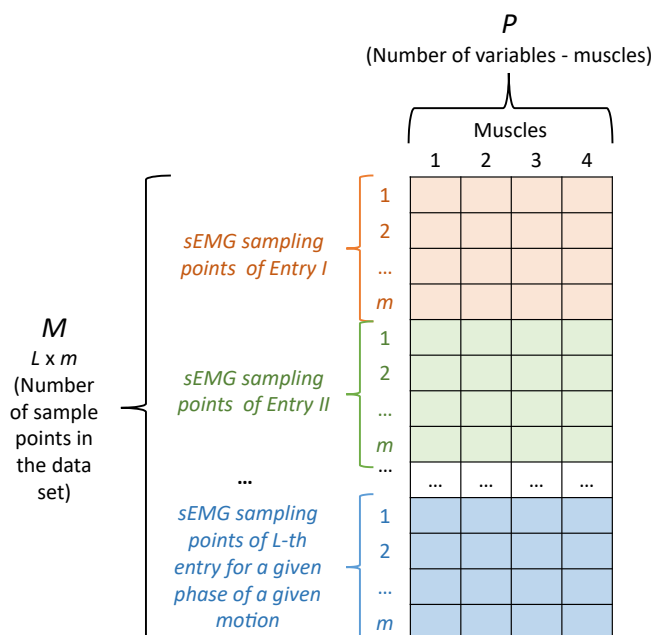 P
(Number of variables - muscles)
Muscles
1 2 3 4
sEMG sampling
points of Entry I
1
2
...
m
M
L x m
(Number
of sample
points in
the data
set)
sEMG sampling
points of Entry II
1
2
...
m
...
...
... ... ... ...
sEMG sampling
points of L-th
entry for a given
phase of a given
motion
1
2
...
m